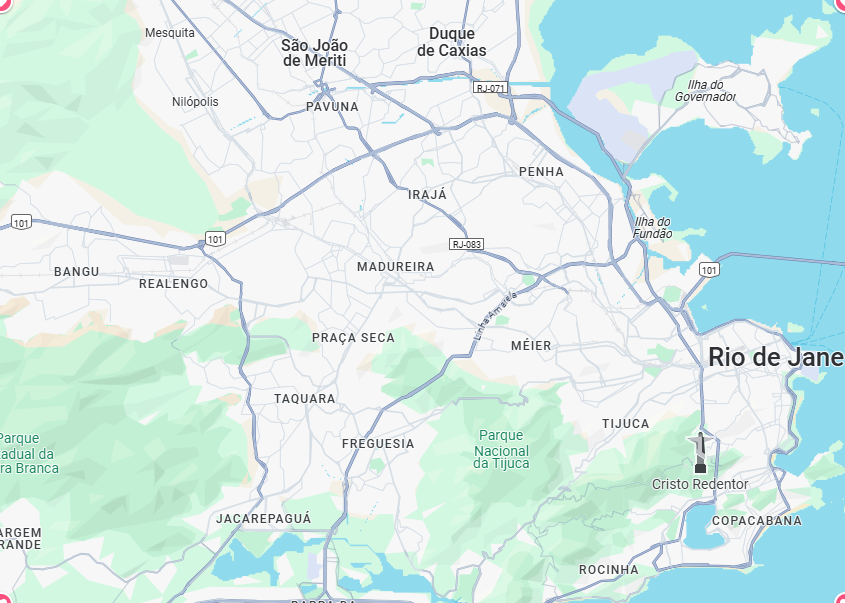 Mesquita
São João
de Meriti
Duque
de Caxias
Nilópolis
PAVUNA
RJ-071
Ilha do
Governador
PENHA
IRAJÁ
101
101
Ilha do
Fundão
RJ-083
MADUREIRA
101
BANGU
REALENGO
Linha Amarela
PRAÇA SECA
MÉIER
Rio de Jane
TAQUARA
TIJUCA
FREGUESIA
Parque
Nacional
da Tijuca
Parque
adual da
ra Branca
Cristo Redentor
JACAREPAGUÁ
COPACABANA
ARGEM
RANDE
ROCINHA
BARRA DA